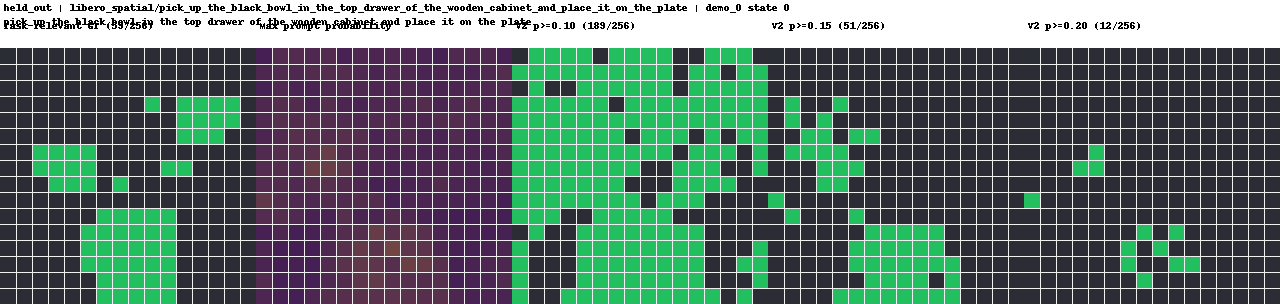 held_out | libero_spatial/pick_up_the_black_bowl_in_the_top_drawer_of_the_wooden_cabinet_and_place_it_on_the_plate | demo_0 state 0
pick up the black bowl in the top drawer of the wooden cabinet and place it on the plate
Task-relevant GT (53/256) max prompt probability v2 p>=0.10 (189/256) v2 p>=0.15 (51/256) v2 p>=0.20 (12/256)